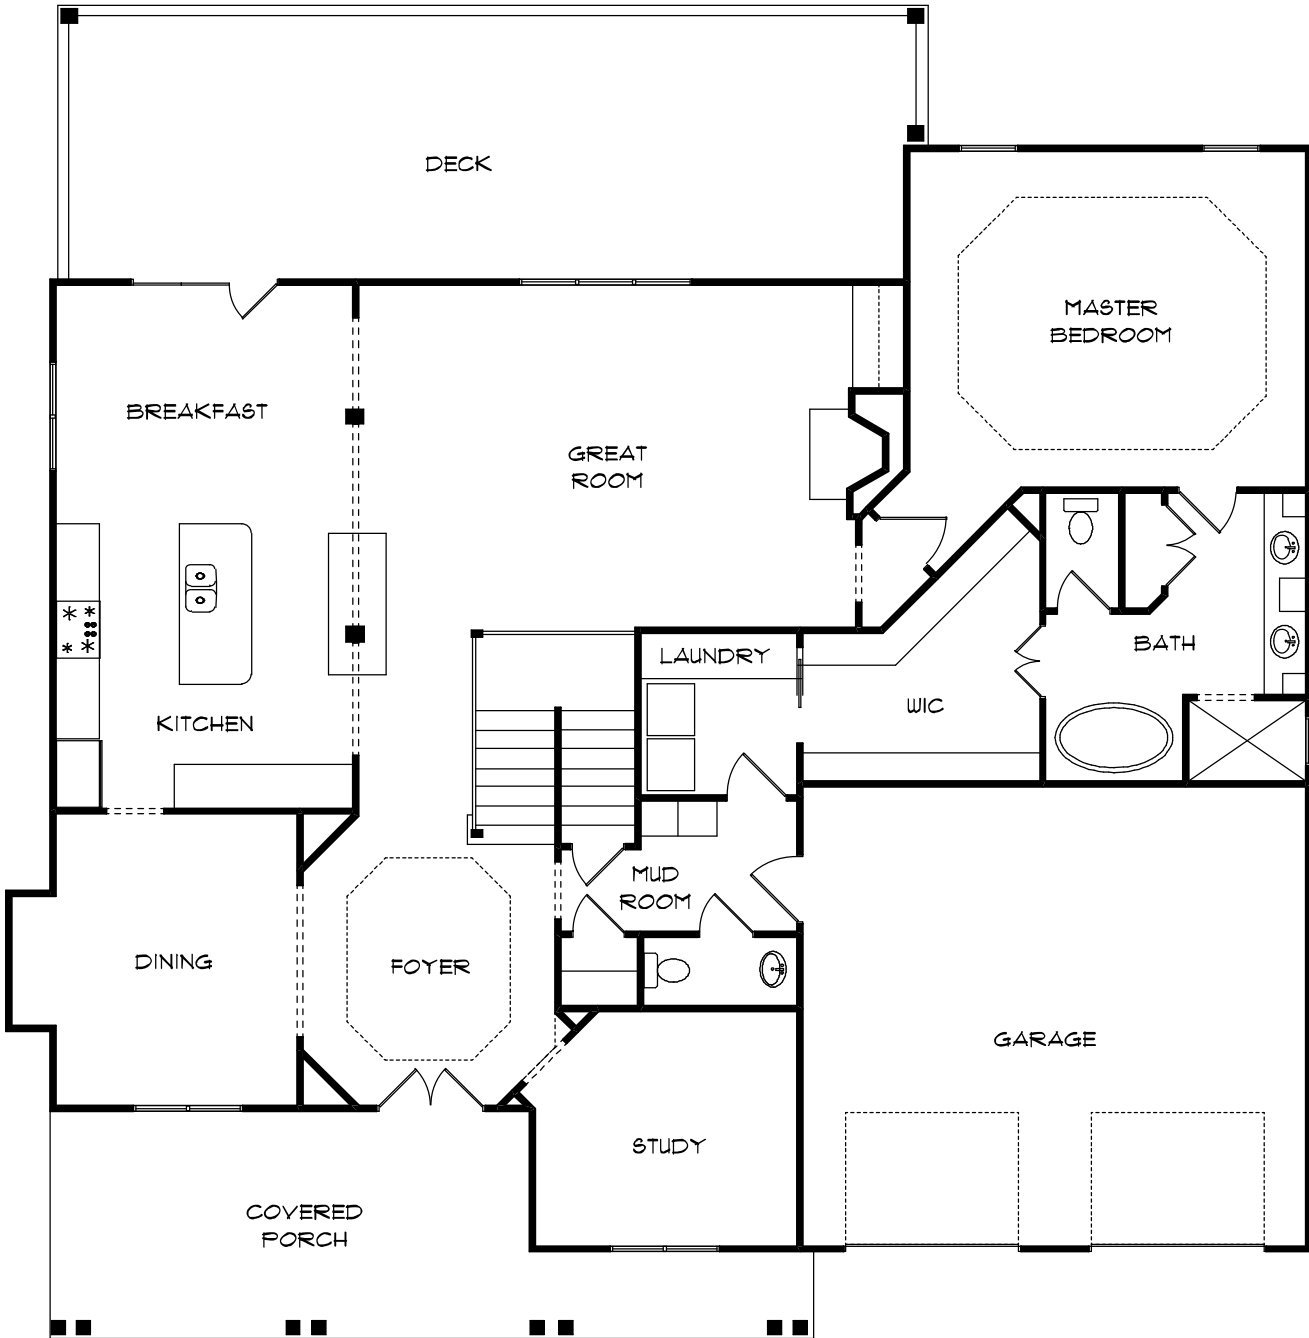 DECK
MASTER
BEDROOM
BREAKFAST
GREAT
ROOM
BATH
LAUNDRY
WIC
KITCHEN
MUD
ROOM
DINING
FOYER
GARAGE
STUDY
COVERED
PORCH